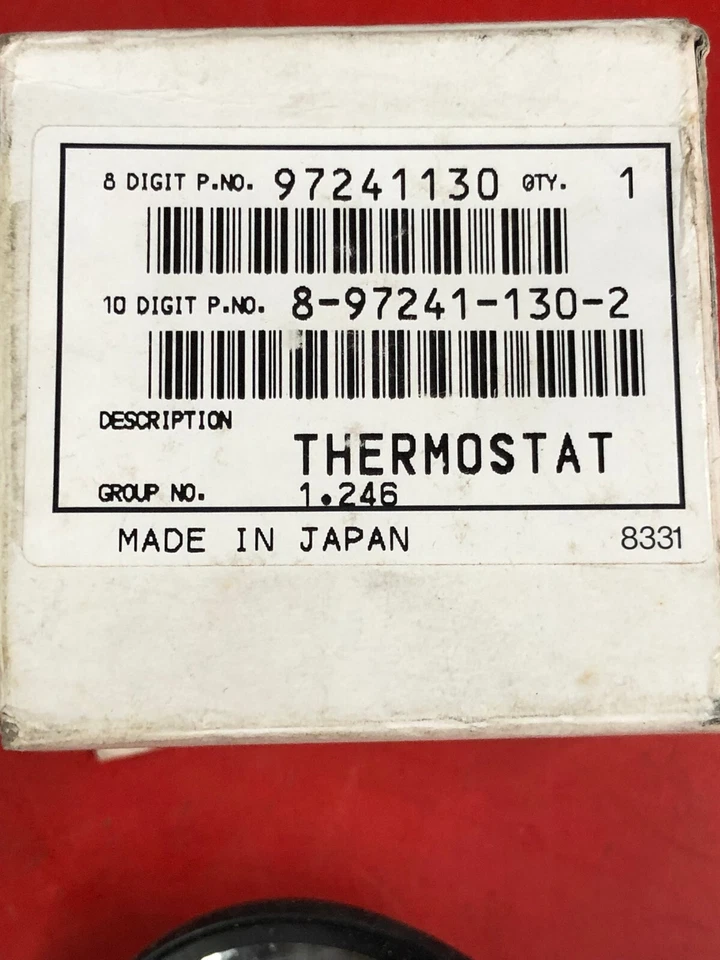 8 DIGIT P.NO. 97241130 QTY. 1
10 DIGIT P.NO. 8-97241-130-2
DESCRIPTION
THERMOSTAT
GROUP NO. 1.246
MADE IN JAPAN 8331